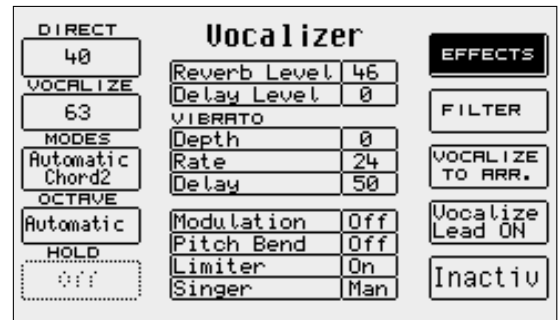 Vocalizer
DIRECT
40
VOCALIZE
63
MODES
Automatic
Chord2
OCTAVE
Automatic
HOLD
Off
Reverb Level 46
Delay Level 0
VIBRATO
Depth 0
Rate 24
Delay 50
Modulation Off
Pitch Bend Off
Limiter On
Singer Man
EFFECTS
FILTER
VOCALIZE
TO ARR.
Vocalize
Lead ON
Inactiv